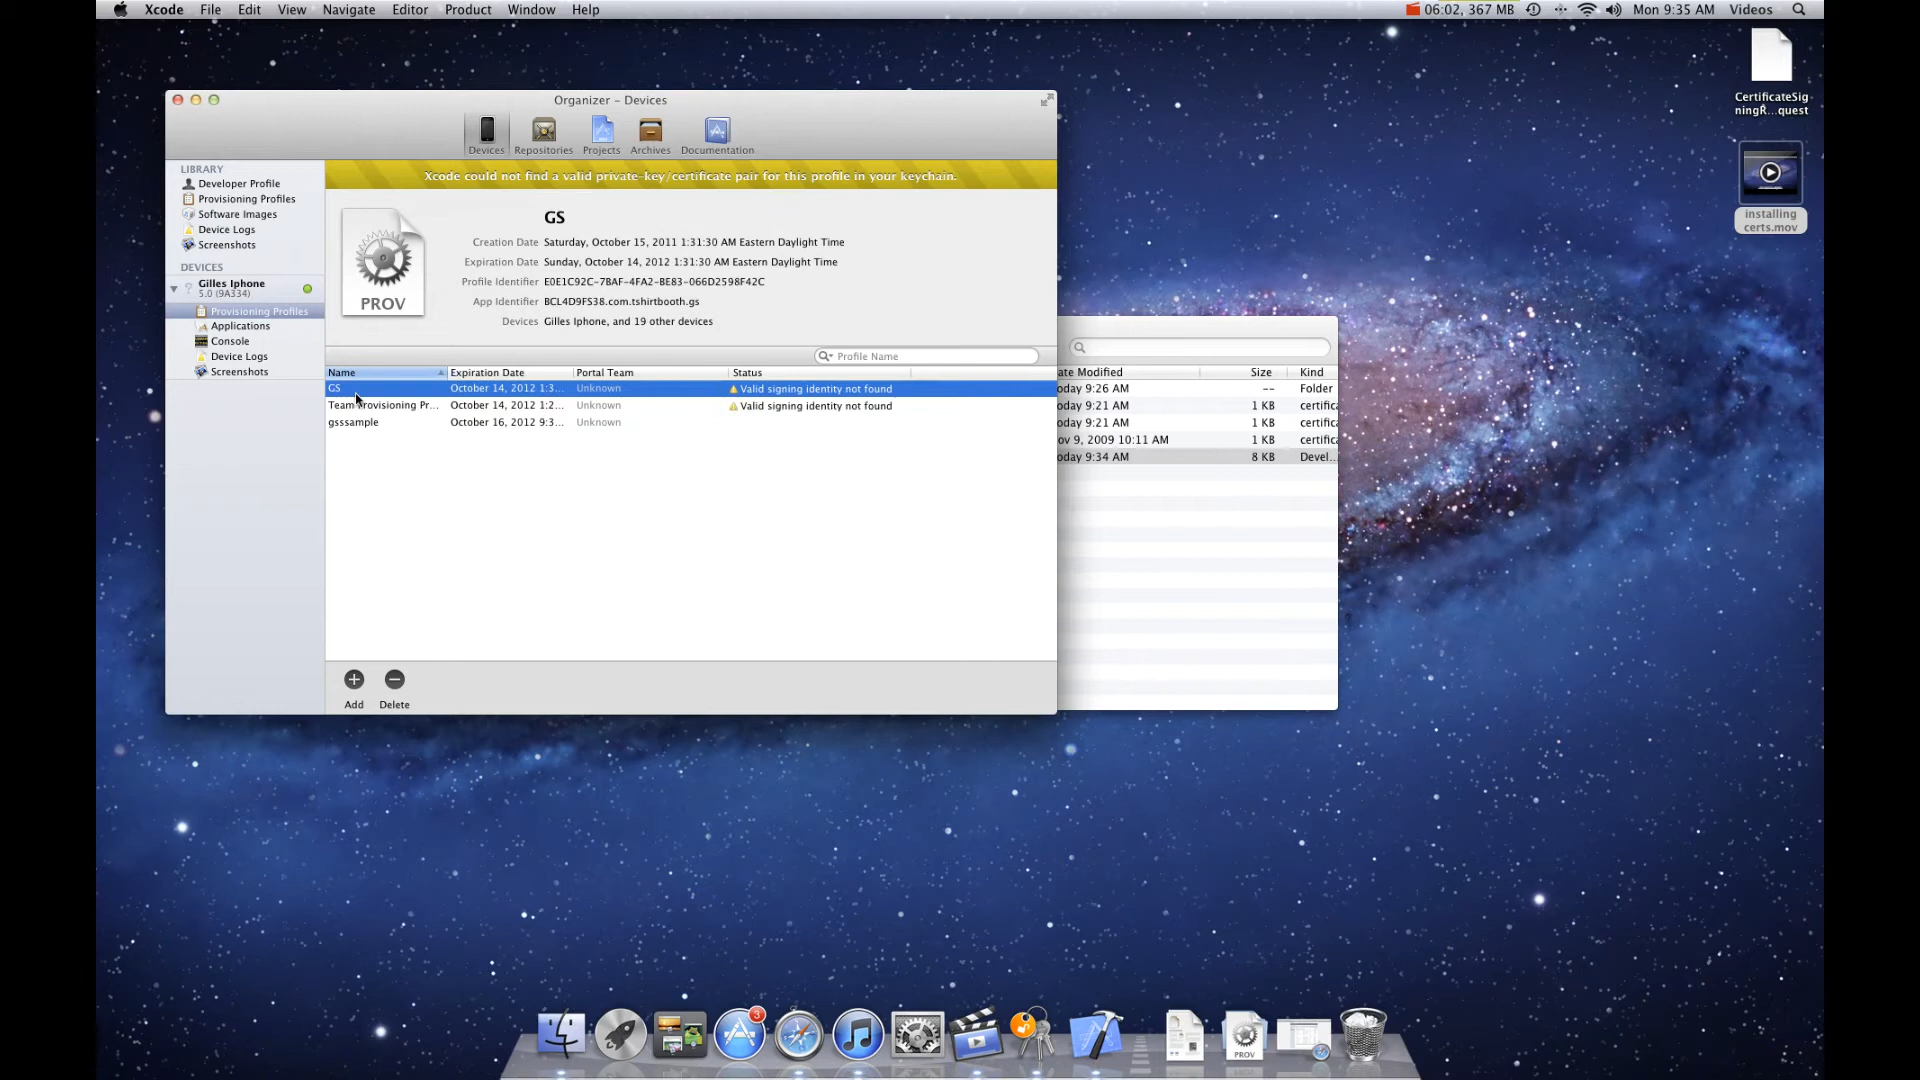 Xcode File Edit View Navigate Editor Product Window Help 06:02, 367 MB Mon 9:35 AM Videos
CertificateSig
ningR...quest
installing
certs.mov
Organizer – Devices
Devices Repositories Projects Archives Documentation
LIBRARY
Developer Profile
Provisioning Profiles
Software Images
Device Logs
Screenshots
DEVICES
Gilles Iphone
5.0 (9A334)
Provisioning Profiles
Applications
Console
Device Logs
Screenshots
Xcode could not find a valid private-key/certificate pair for this profile in your keychain.
PROV
GS
Creation Date Saturday, October 15, 2011 1:31:30 AM Eastern Daylight Time
Expiration Date Sunday, October 14, 2012 1:31:30 AM Eastern Daylight Time
Profile Identifier E0E1C92C-7BAF-4FA2-BE83-066D2598F42C
App Identifier BCL4D9FS38.com.tshirtbooth.gs
Devices Gilles Iphone, and 19 other devices
Profile Name
Name Expiration Date Portal Team Status
GS October 14, 2012 1:3... Unknown Valid signing identity not found
Team Provisioning Pr... October 14, 2012 1:2... Unknown Valid signing identity not found
gsssample October 16, 2012 9:3... Unknown
Add Delete
ate Modified Size Kind
oday 9:26 AM -- Folder
oday 9:21 AM 1 KB certifica
oday 9:21 AM 1 KB certifica
ov 9, 2009 10:11 AM 1 KB certifica
oday 9:34 AM 8 KB Devel...
3
PROV